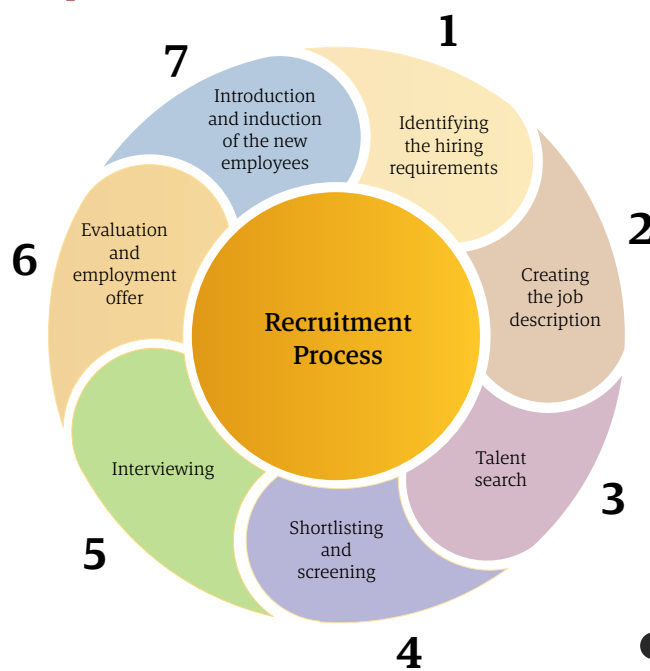 Recruitment
Process
1
Identifying
the hiring
requirements
2
Creating
the job
description
3
Talent
search
4
Shortlisting
and
screening
5
Interviewing
6
Evaluation
and
employment
offer
7
Introduction
and induction
of the new
employees